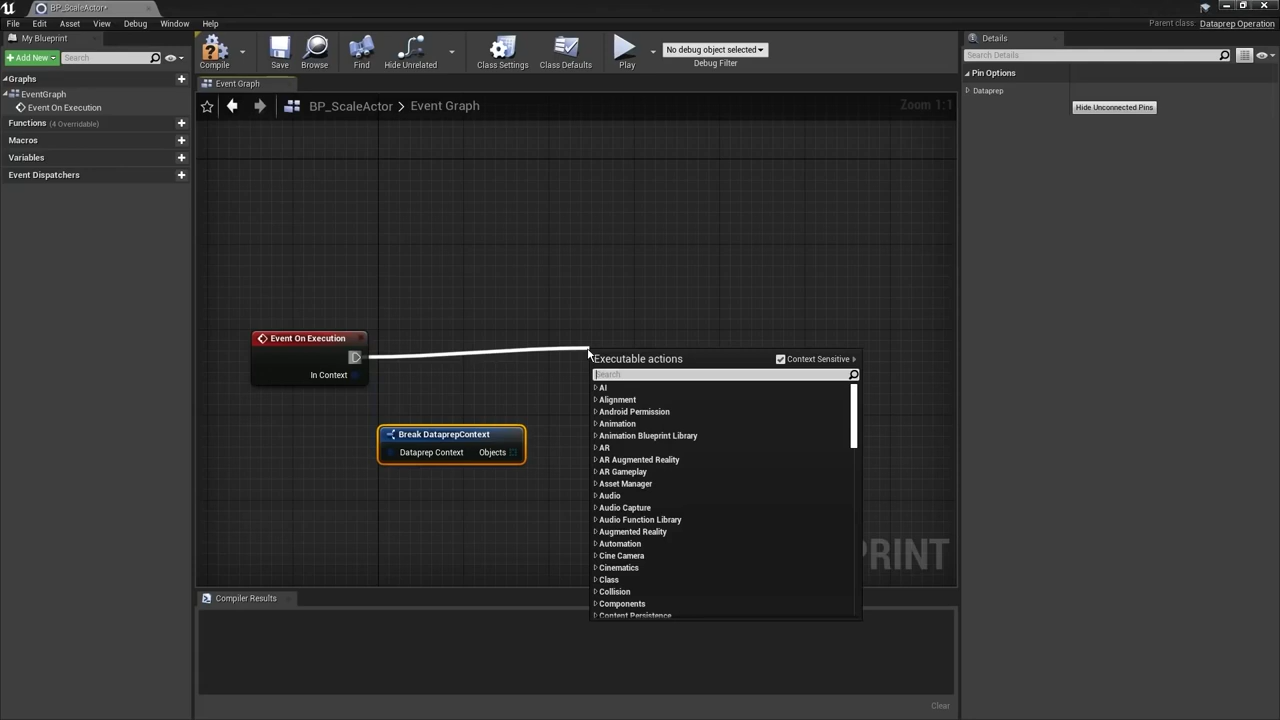 BP_ScaleActor*
File Edit Asset View Debug Window Help
Parent class: Dataprep Operation
My Blueprint
Add New
Search
Graphs
EventGraph
Event On Execution
Functions (4 Overridable)
Macros
Variables
Event Dispatchers
Compile
Save
Browse
Find
Hide Unrelated
Class Settings
Class Defaults
Play
No debug object selected
Debug Filter
Event Graph
BP_ScaleActor > Event Graph
Zoom 1:1
Event On Execution
In Context
Break DataprepContext
Dataprep Context Objects
Executable actions
Context Sensitive
Search
AI
Alignment
Android Permission
Animation
Animation Blueprint Library
AR
AR Augmented Reality
AR Gameplay
Asset Manager
Audio
Audio Capture
Audio Function Library
Augmented Reality
Automation
Cine Camera
Cinematics
Class
Collision
Components
Content Persistence
PRINT
Compiler Results
Clear
Details
Search Details
Pin Options
Dataprep
Hide Unconnected Pins